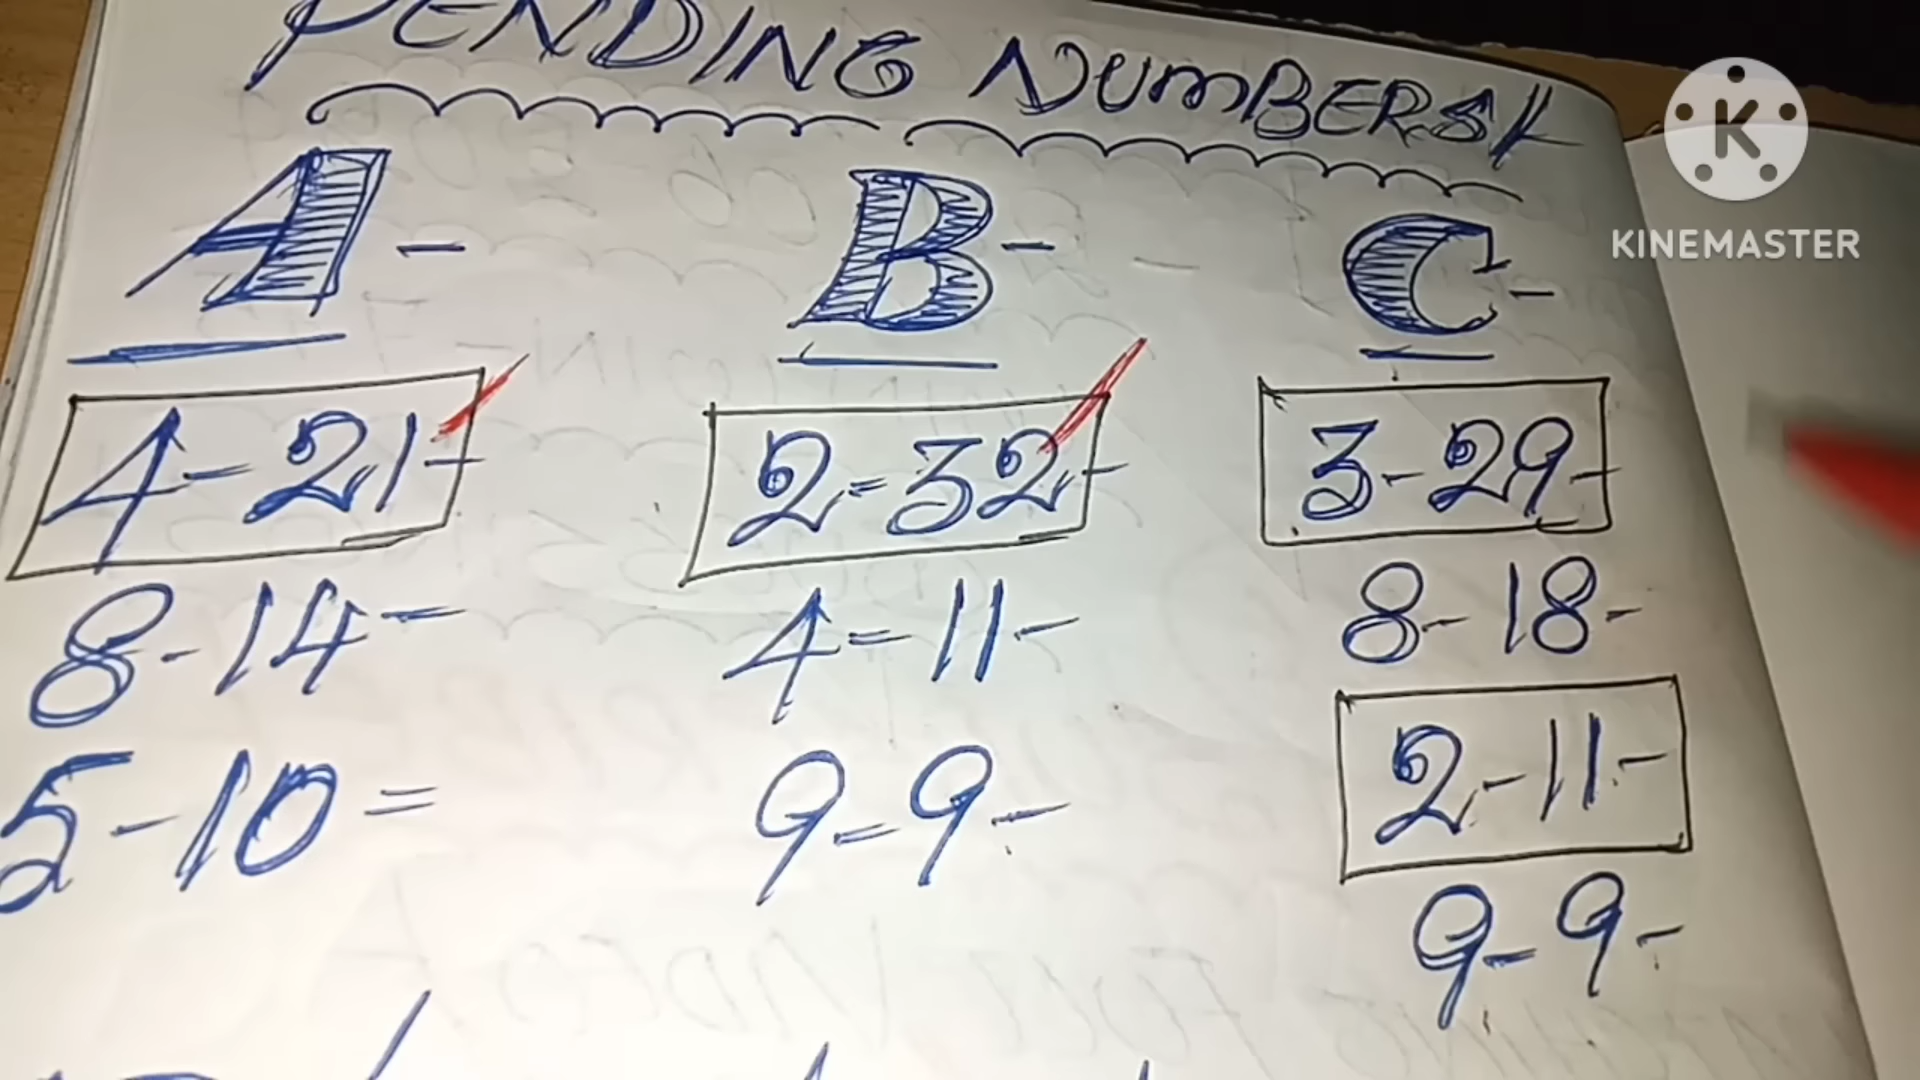 PENDING NUMBERS//
A- B- C-
4-21- 2=32- 3-29-
8-14- 4=11- 8-18-
5-10= 9=9- 2-11-
9-9-
K
KINEMASTER